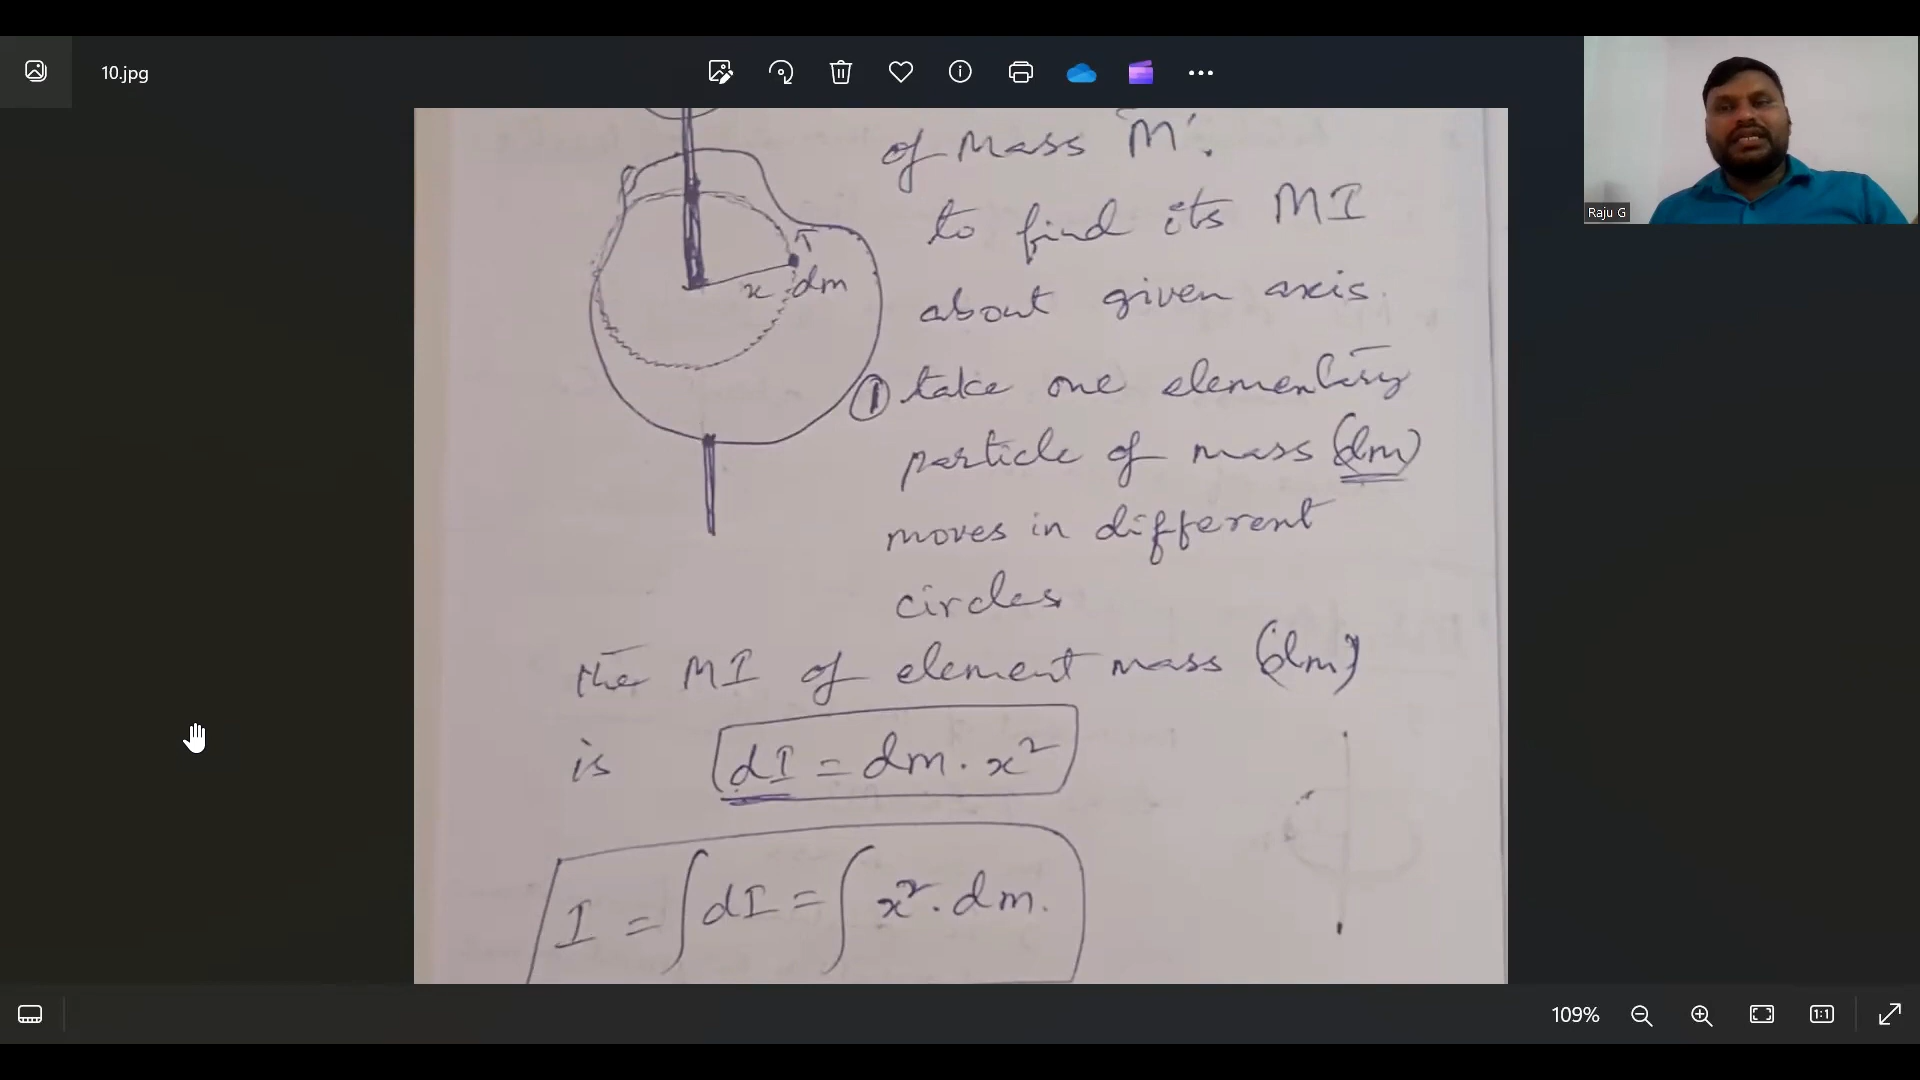 10.jpg
Raju G
of Mass 'M'.
to find its MI
about given axis.
x dm
① take one elementary
particle of mass (dm)
moves in different
circles
the MI of element mass (dm)
is dI = dm . x²
I = ∫dI = ∫x² . dm.
109%
1:1